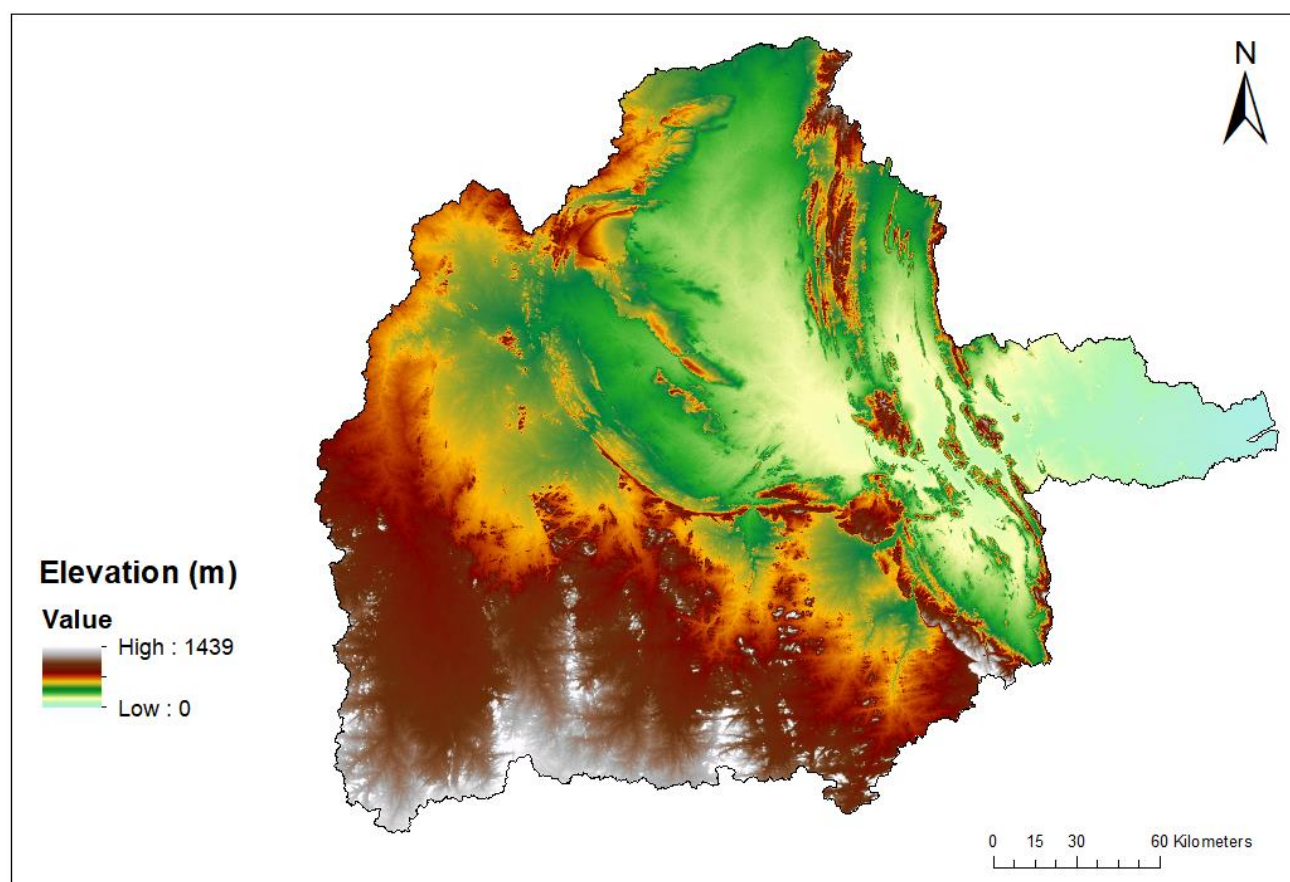 N
Elevation (m)
Value
High : 1439
Low : 0
0 15 30 60 Kilometers